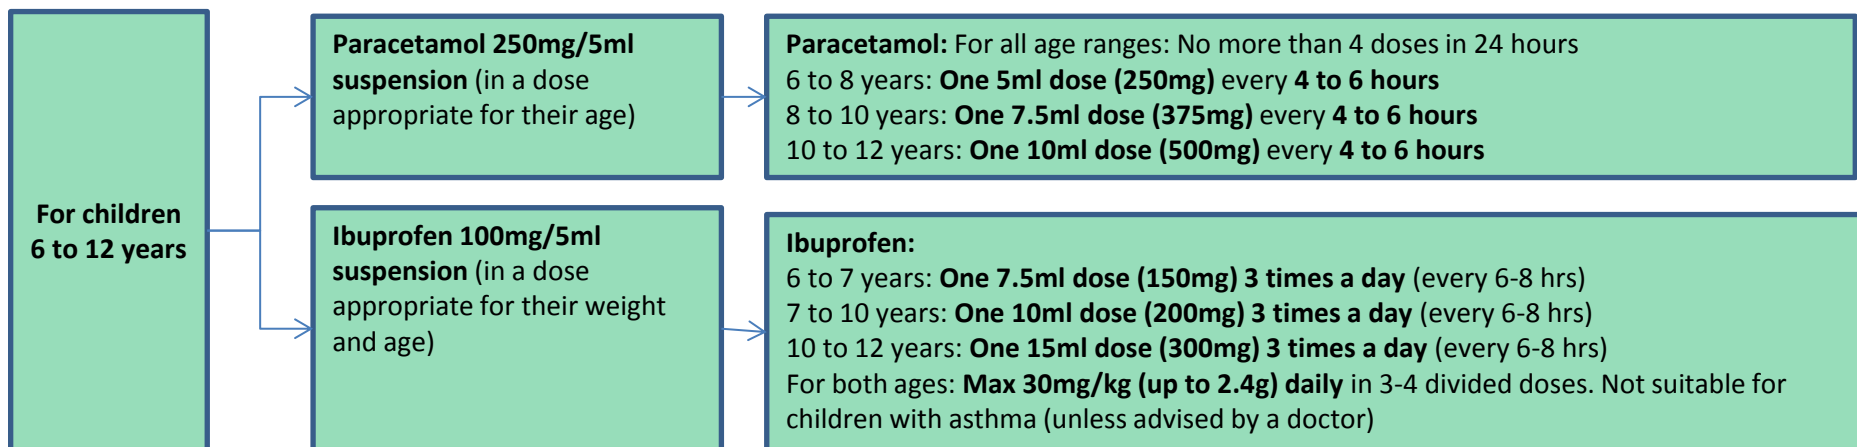 For children
6 to 12 years
Paracetamol 250mg/5ml
suspension (in a dose
appropriate for their age)
Paracetamol: For all age ranges: No more than 4 doses in 24 hours
6 to 8 years: One 5ml dose (250mg) every 4 to 6 hours
8 to 10 years: One 7.5ml dose (375mg) every 4 to 6 hours
10 to 12 years: One 10ml dose (500mg) every 4 to 6 hours
Ibuprofen 100mg/5ml
suspension (in a dose
appropriate for their weight
and age)
Ibuprofen:
6 to 7 years: One 7.5ml dose (150mg) 3 times a day (every 6-8 hrs)
7 to 10 years: One 10ml dose (200mg) 3 times a day (every 6-8 hrs)
10 to 12 years: One 15ml dose (300mg) 3 times a day (every 6-8 hrs)
For both ages: Max 30mg/kg (up to 2.4g) daily in 3-4 divided doses. Not suitable for
children with asthma (unless advised by a doctor)